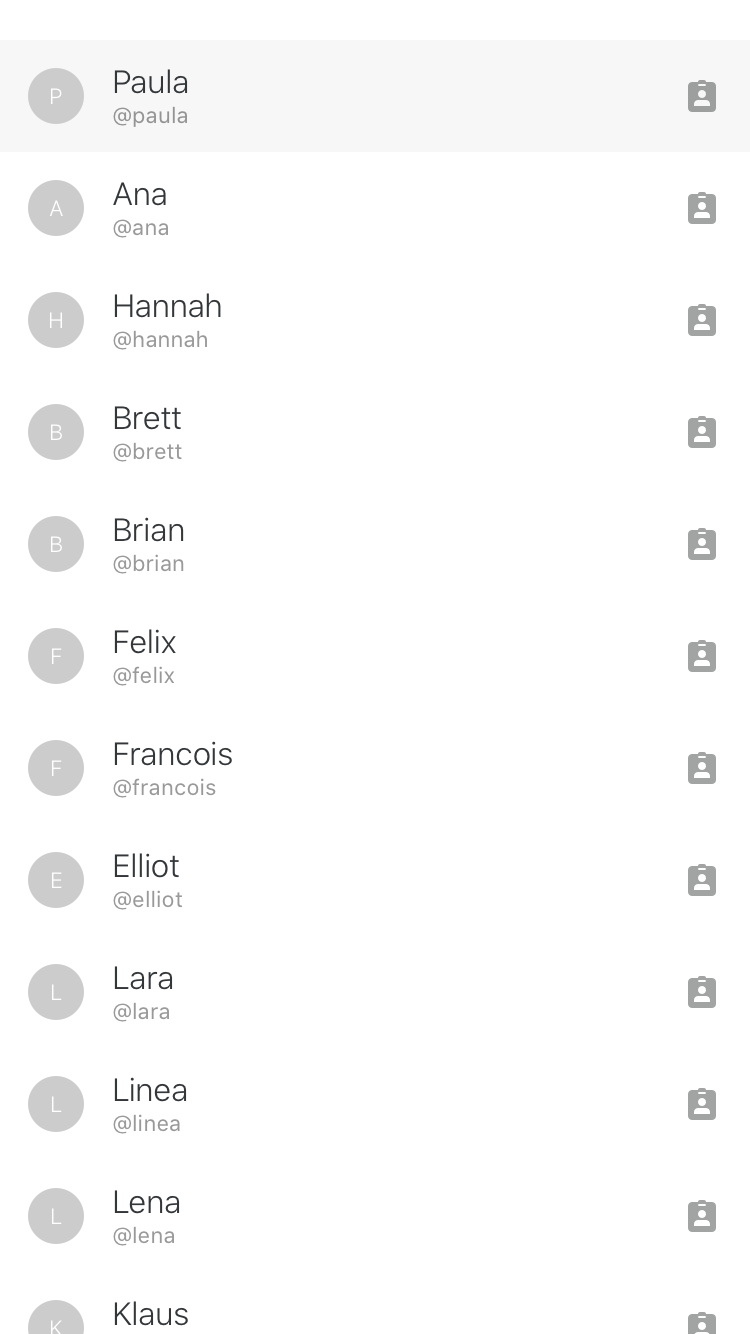 P
Paula
@paula
A
Ana
@ana
H
Hannah
@hannah
B
Brett
@brett
B
Brian
@brian
F
Felix
@felix
F
Francois
@francois
E
Elliot
@elliot
L
Lara
@lara
L
Linea
@linea
L
Lena
@lena
K
Klaus